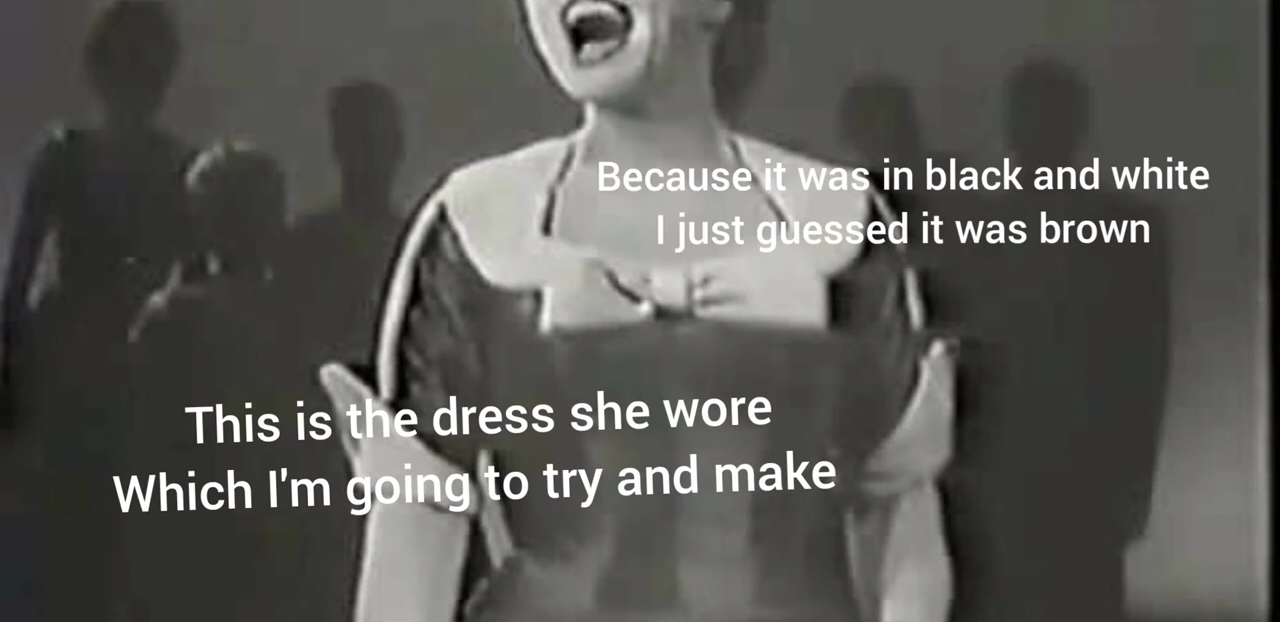 Because it was in black and white
I just guessed it was brown
This is the dress she wore
Which I'm going to try and make